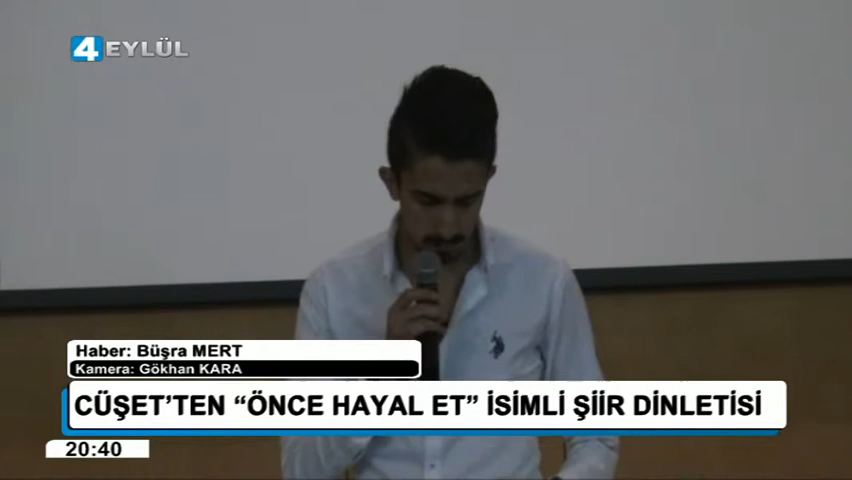 4 EYLÜL
Haber: Büşra MERT
Kamera: Gökhan KARA
CÜŞET’TEN “ÖNCE HAYAL ET” İSİMLİ ŞİİR DİNLETİSİ
20:40